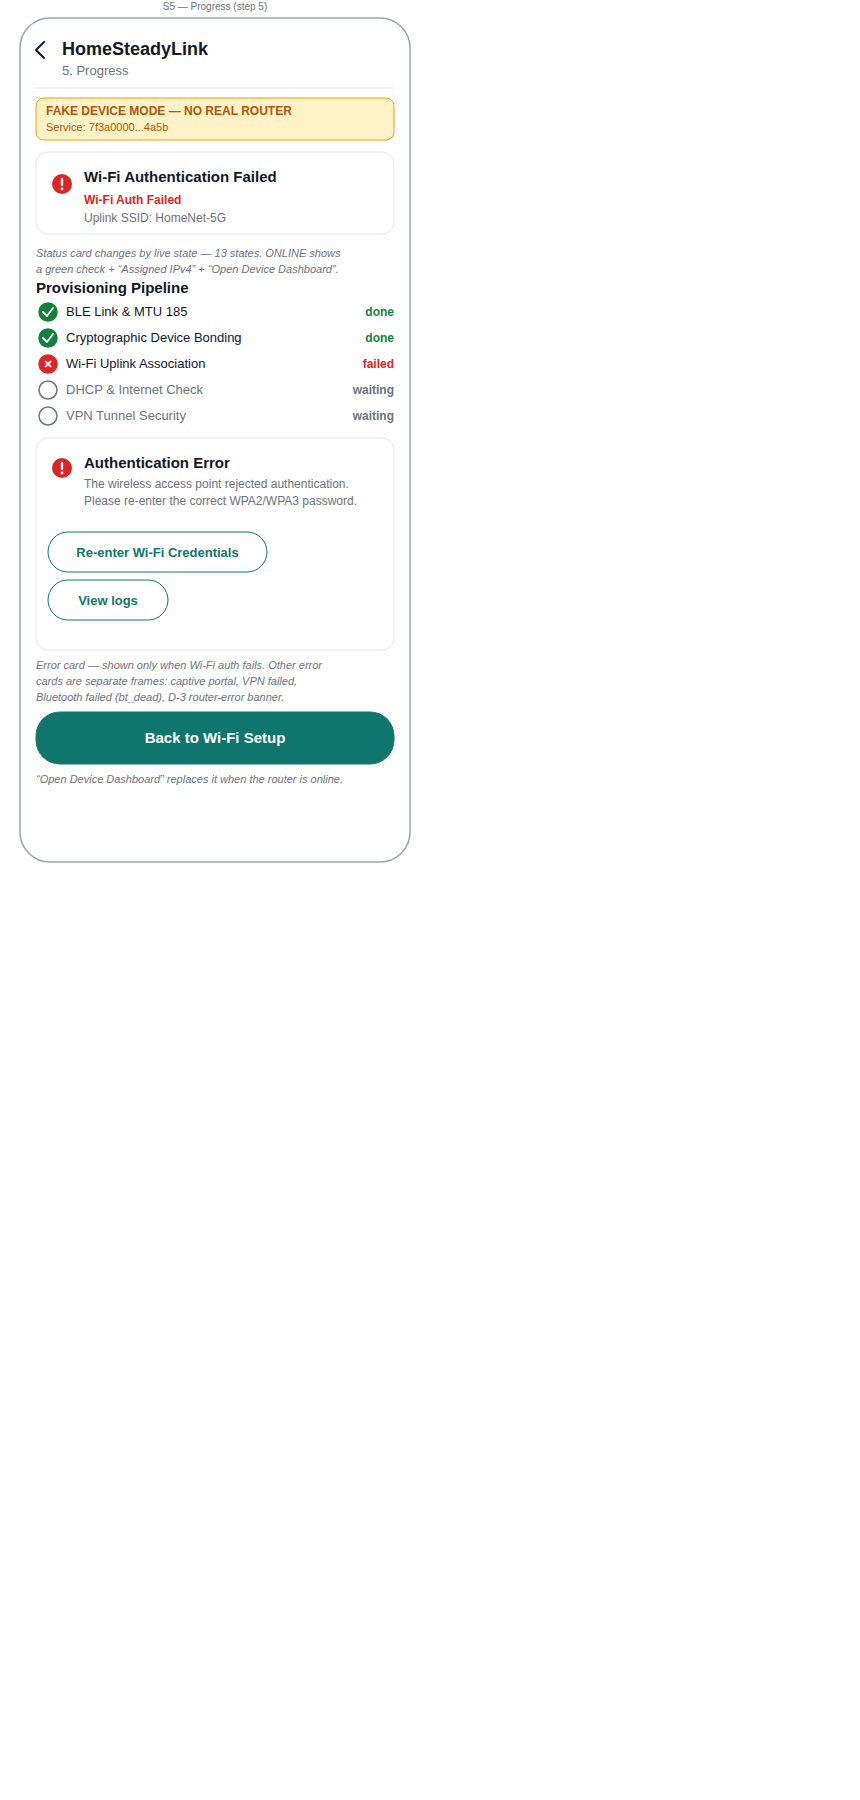 S5 — Progress (step 5)
HomeSteadyLink
5. Progress
FAKE DEVICE MODE — NO REAL ROUTER
Service: 7f3a0000...4a5b
Wi-Fi Authentication Failed
Wi-Fi Auth Failed
Uplink SSID: HomeNet-5G
Status card changes by live state — 13 states. ONLINE shows
a green check + “Assigned IPv4” + “Open Device Dashboard”.
Provisioning Pipeline
BLE Link & MTU 185 done
Cryptographic Device Bonding done
Wi-Fi Uplink Association failed
DHCP & Internet Check waiting
VPN Tunnel Security waiting
Authentication Error
The wireless access point rejected authentication.
Please re-enter the correct WPA2/WPA3 password.
Re-enter Wi-Fi Credentials
View logs
Error card — shown only when Wi-Fi auth fails. Other error
cards are separate frames: captive portal, VPN failed,
Bluetooth failed (bt_dead), D-3 router-error banner.
Back to Wi-Fi Setup
“Open Device Dashboard” replaces it when the router is online.